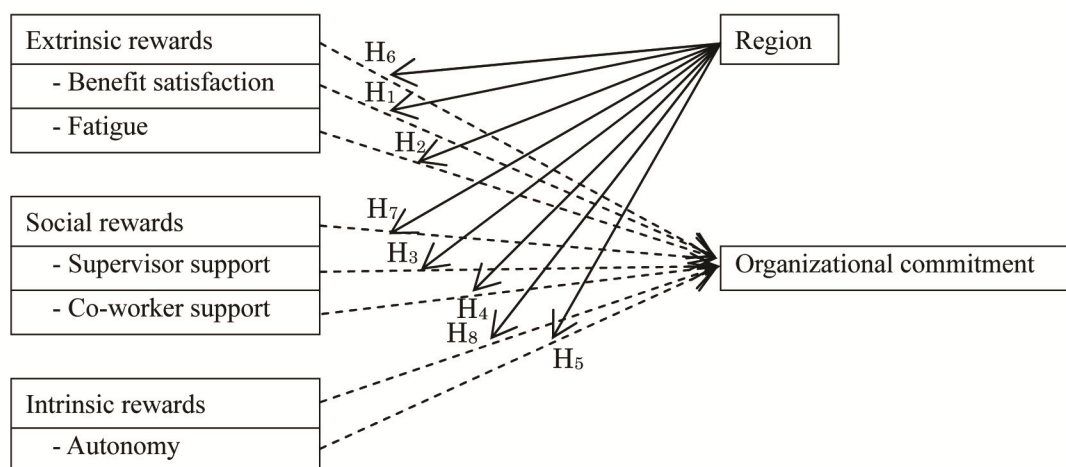 Extrinsic rewards
- Benefit satisfaction
- Fatigue
Social rewards
- Supervisor support
- Co-worker support
Intrinsic rewards
- Autonomy
H₆
H₁
H₂
H₇
H₃
H₄
H₈
H₅
Region
Organizational commitment